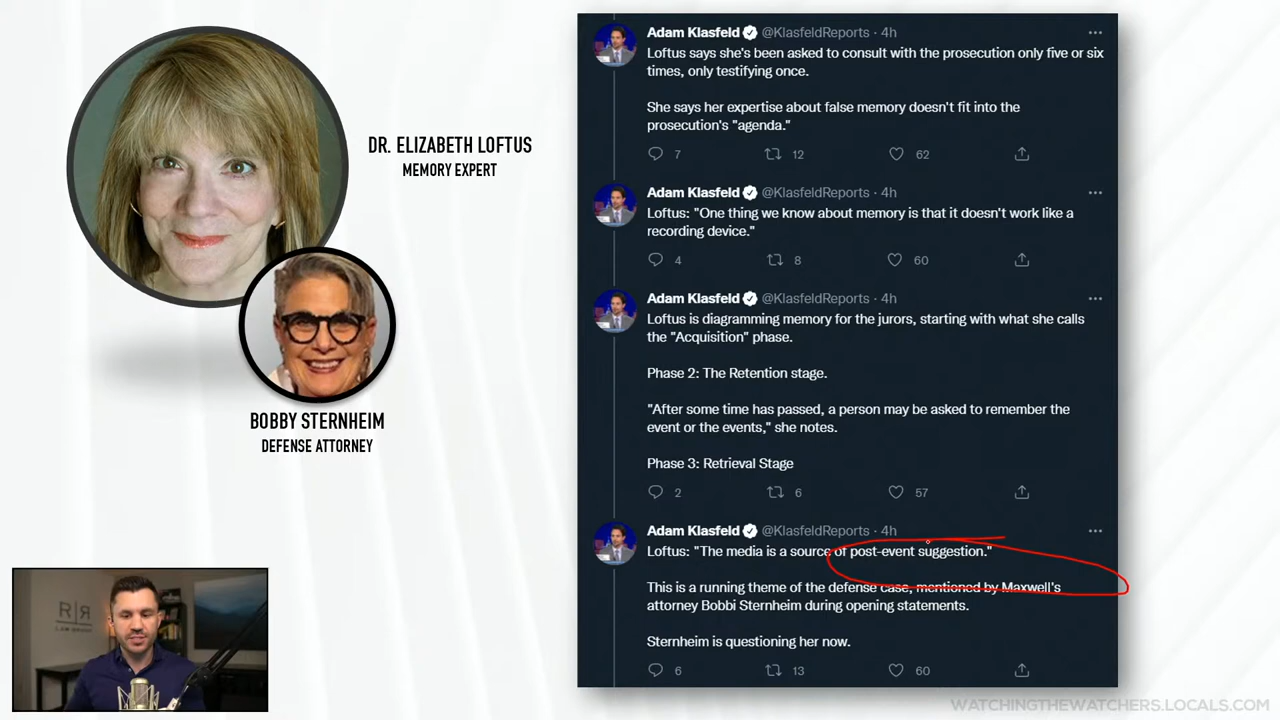 DR. ELIZABETH LOFTUS
MEMORY EXPERT
BOBBY STERNHEIM
DEFENSE ATTORNEY
Adam Klasfeld @KlasfeldReports · 4h
Loftus says she's been asked to consult with the prosecution only five or six
times, only testifying once.
She says her expertise about false memory doesn't fit into the
prosecution's "agenda."
7 12 62
Adam Klasfeld @KlasfeldReports · 4h
Loftus: "One thing we know about memory is that it doesn't work like a
recording device."
4 8 60
Adam Klasfeld @KlasfeldReports · 4h
Loftus is diagramming memory for the jurors, starting with what she calls
the "Acquisition" phase.
Phase 2: The Retention stage.
"After some time has passed, a person may be asked to remember the
event or the events," she notes.
Phase 3: Retrieval Stage
2 6 57
Adam Klasfeld @KlasfeldReports · 4h
Loftus: "The media is a source of post-event suggestion."
This is a running theme of the defense case, mentioned by Maxwell's
attorney Bobbi Sternheim during opening statements.
Sternheim is questioning her now.
6 13 60
R|R
LAW GROUP
WATCHINGTHEWATCHERS.LOCALS.COM